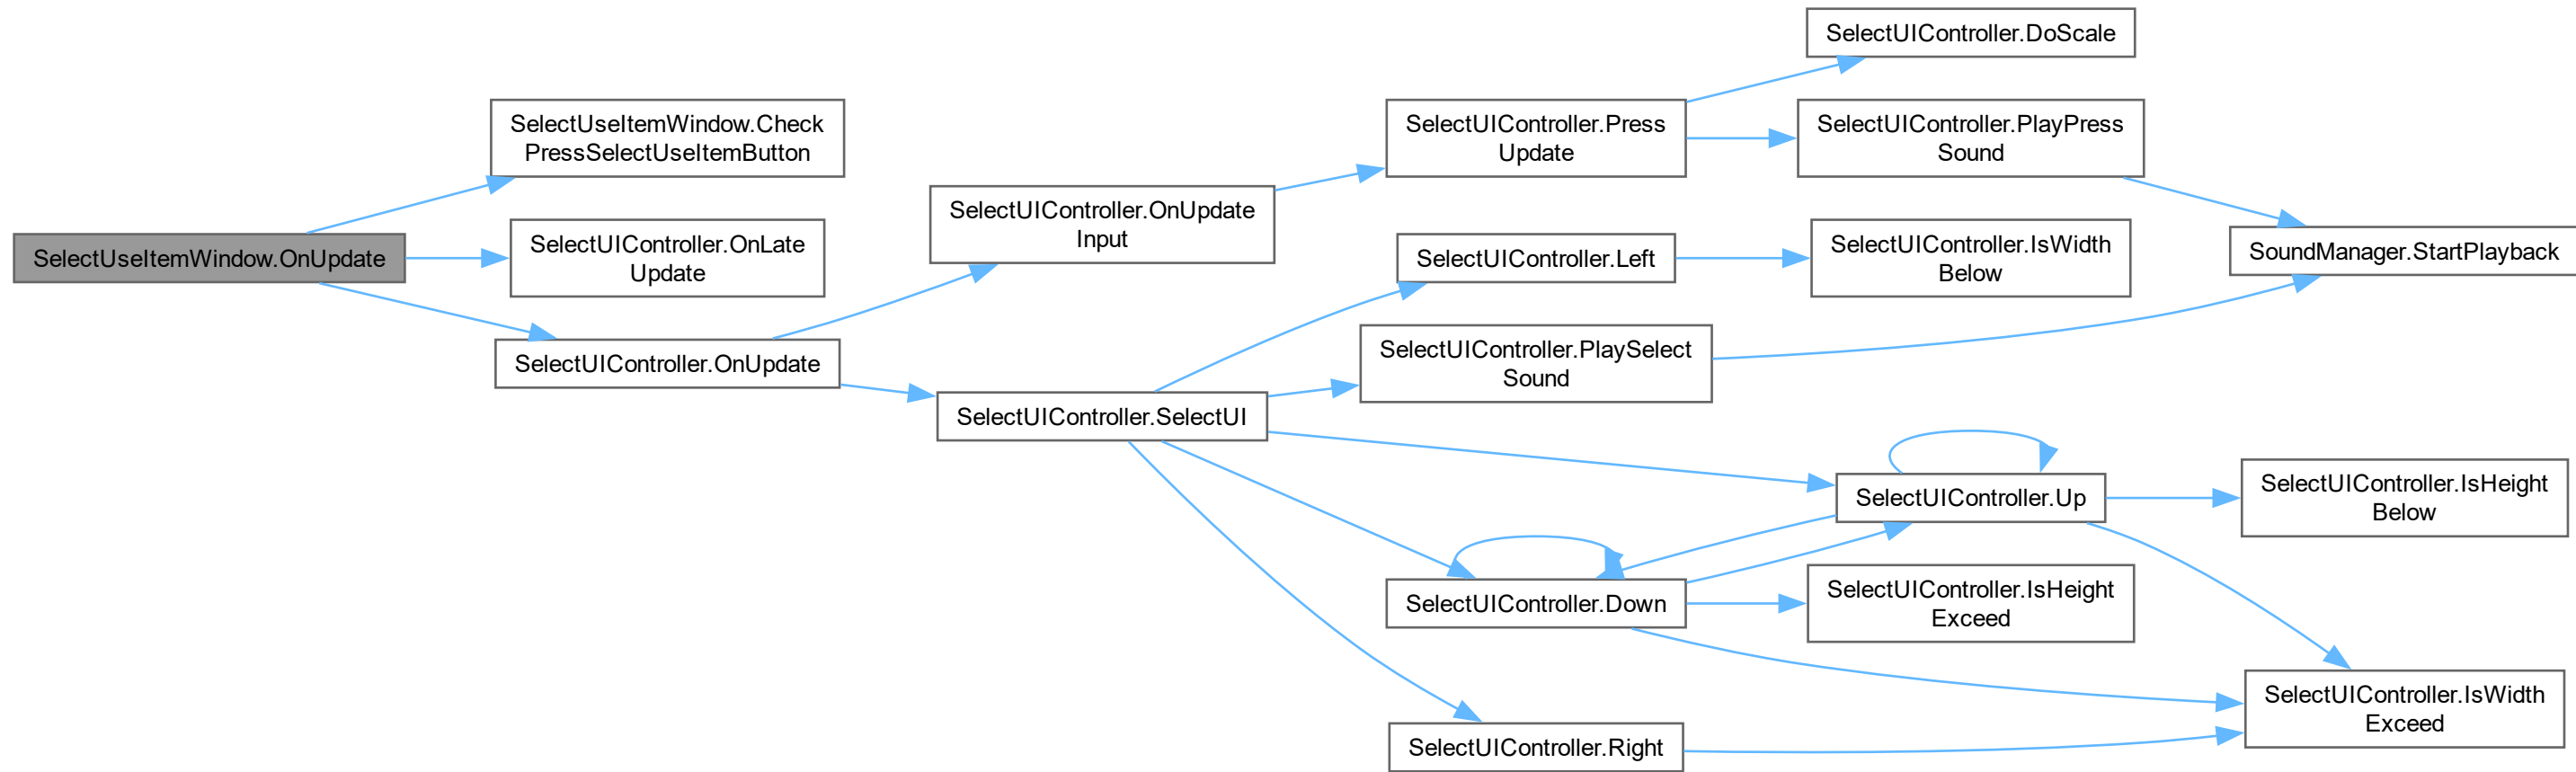 SelectUseItemWindow.OnUpdate
SelectUseItemWindow.Check
PressSelectUseItemButton
SelectUIController.OnLate
Update
SelectUIController.OnUpdate
SelectUIController.OnUpdate
Input
SelectUIController.SelectUI
SelectUIController.Press
Update
SelectUIController.Left
SelectUIController.PlaySelect
Sound
SelectUIController.Down
SelectUIController.Right
SelectUIController.DoScale
SelectUIController.PlayPress
Sound
SelectUIController.IsWidth
Below
SelectUIController.Up
SelectUIController.IsHeight
Exceed
SoundManager.StartPlayback
SelectUIController.IsHeight
Below
SelectUIController.IsWidth
Exceed